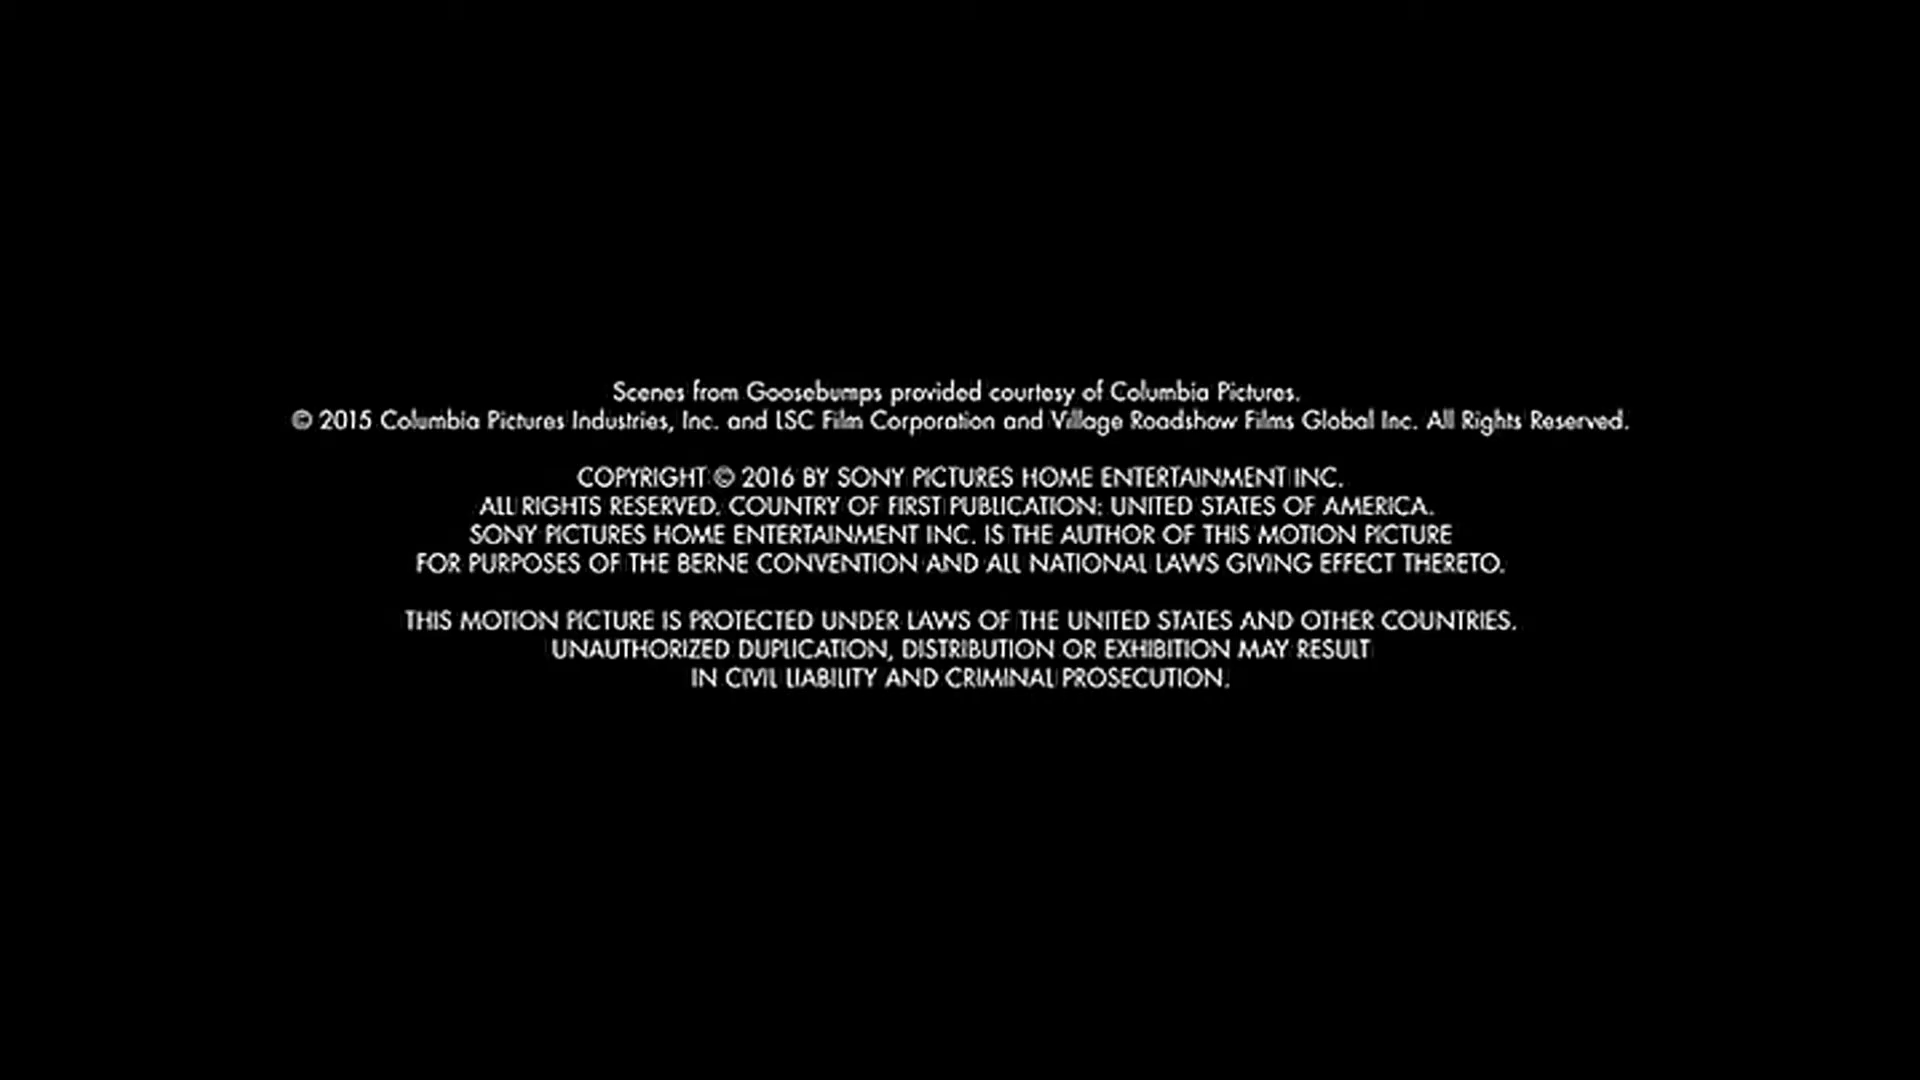 Scenes from Goosebumps provided courtesy of Columbia Pictures.
© 2015 Columbia Pictures Industries, Inc. and LSC Film Corporation and Village Roadshow Films Global Inc. All Rights Reserved.
COPYRIGHT © 2016 BY SONY PICTURES HOME ENTERTAINMENT INC.
ALL RIGHTS RESERVED. COUNTRY OF FIRST PUBLICATION: UNITED STATES OF AMERICA.
SONY PICTURES HOME ENTERTAINMENT INC. IS THE AUTHOR OF THIS MOTION PICTURE
FOR PURPOSES OF THE BERNE CONVENTION AND ALL NATIONAL LAWS GIVING EFFECT THERETO.
THIS MOTION PICTURE IS PROTECTED UNDER LAWS OF THE UNITED STATES AND OTHER COUNTRIES.
UNAUTHORIZED DUPLICATION, DISTRIBUTION OR EXHIBITION MAY RESULT
IN CIVIL LIABILITY AND CRIMINAL PROSECUTION.